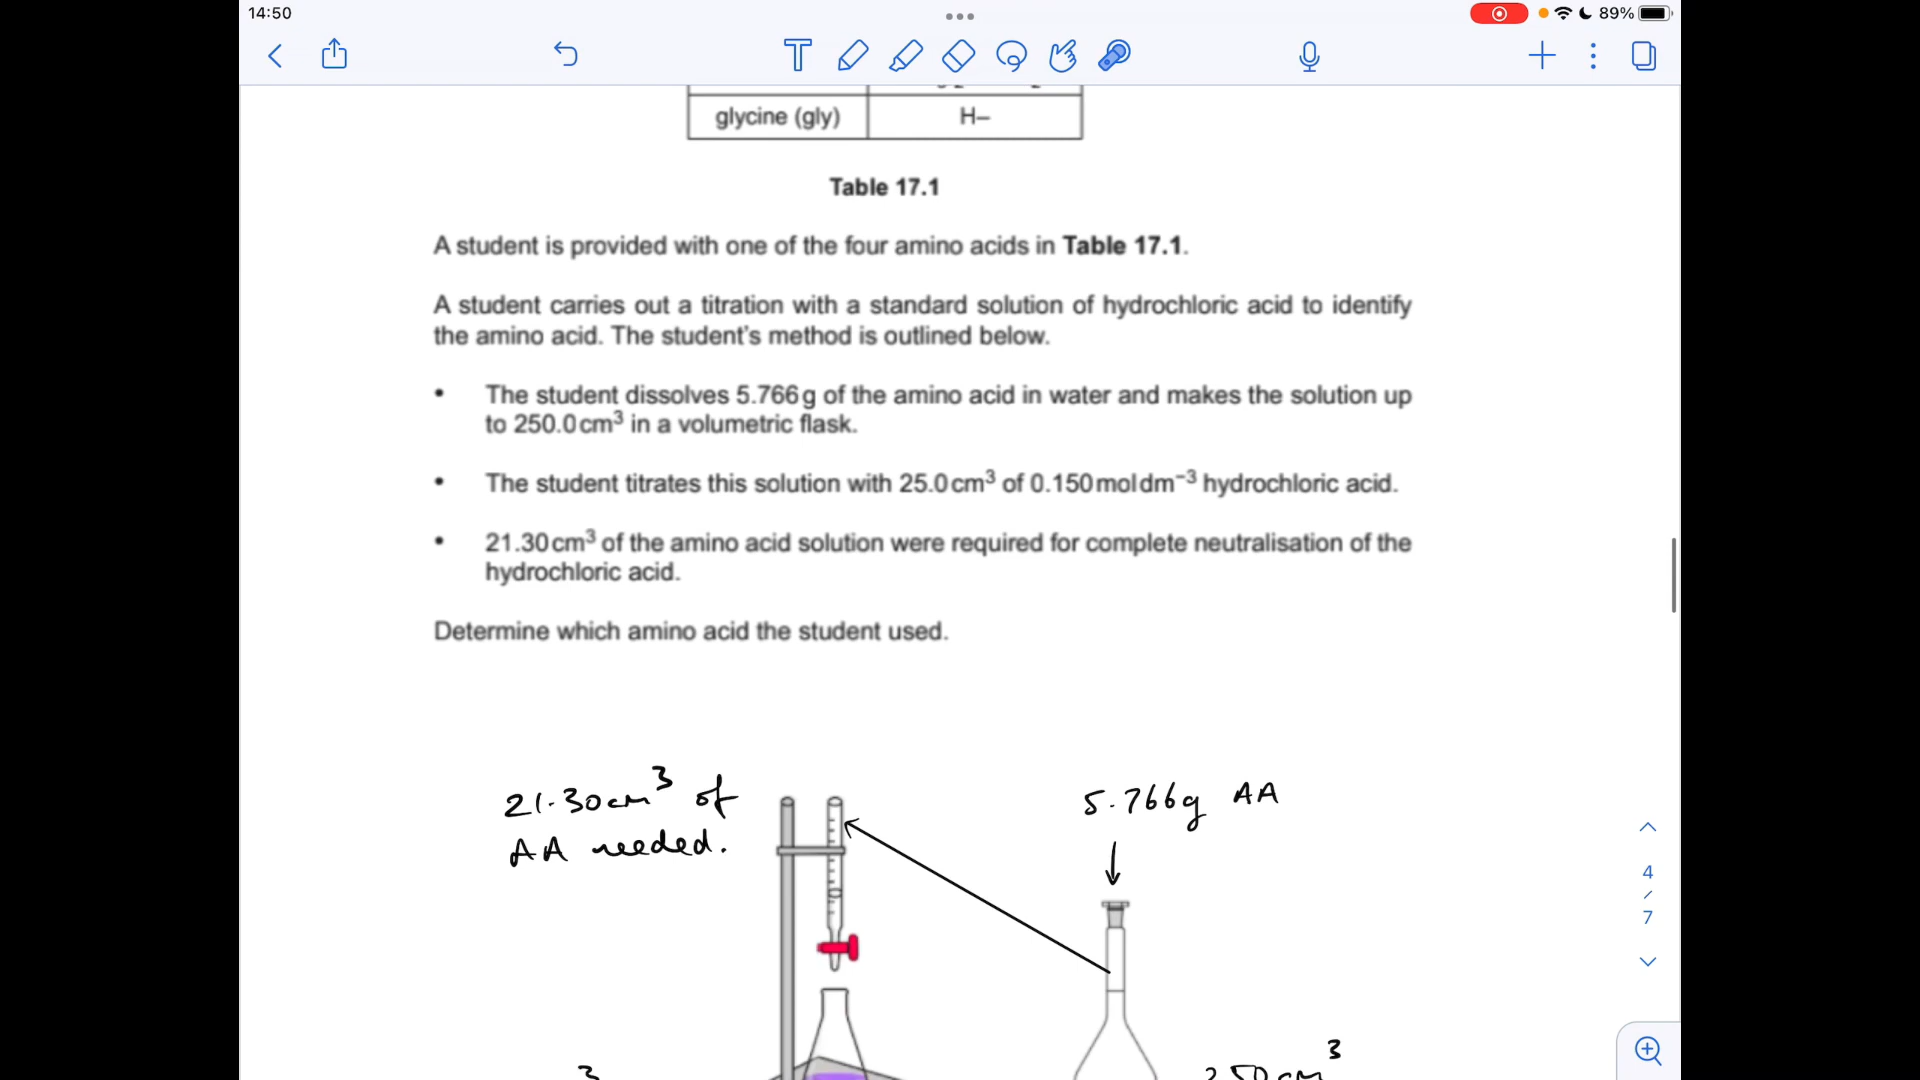 14:50
89%
glycine (gly) H–
Table 17.1
A student is provided with one of the four amino acids in Table 17.1.
A student carries out a titration with a standard solution of hydrochloric acid to identify
the amino acid. The student's method is outlined below.
• The student dissolves 5.766 g of the amino acid in water and makes the solution up
to 250.0 cm³ in a volumetric flask.
• The student titrates this solution with 25.0 cm³ of 0.150 mol dm⁻³ hydrochloric acid.
• 21.30 cm³ of the amino acid solution were required for complete neutralisation of the
hydrochloric acid.
Determine which amino acid the student used.
21.30cm³ of
AA needed.
5.766g AA
4
/
7
250cm³